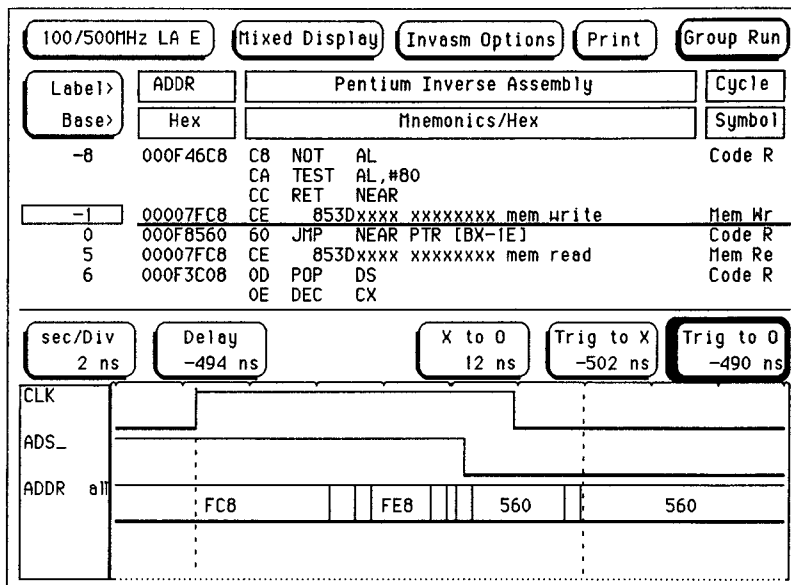 100/500MHz LA E Mixed Display Invasm Options Print Group Run
Label> ADDR Pentium Inverse Assembly Cycle
Base> Hex Mnemonics/Hex Symbol
-8 000F46C8 C8 NOT AL Code R
CA TEST AL,#80
CC RET NEAR
-1 00007FC8 CE 853Dxxxx xxxxxxxx mem write Mem Wr
0 000F8560 60 JMP NEAR PTR [BX-1E] Code R
5 00007FC8 CE 853Dxxxx xxxxxxxx mem read Mem Re
6 000F3C08 0D POP DS Code R
0E DEC CX
sec/Div Delay X to O Trig to X Trig to O
2 ns -494 ns 12 ns -502 ns -490 ns
CLK
ADS_
ADDR all FC8 FE8 560 560